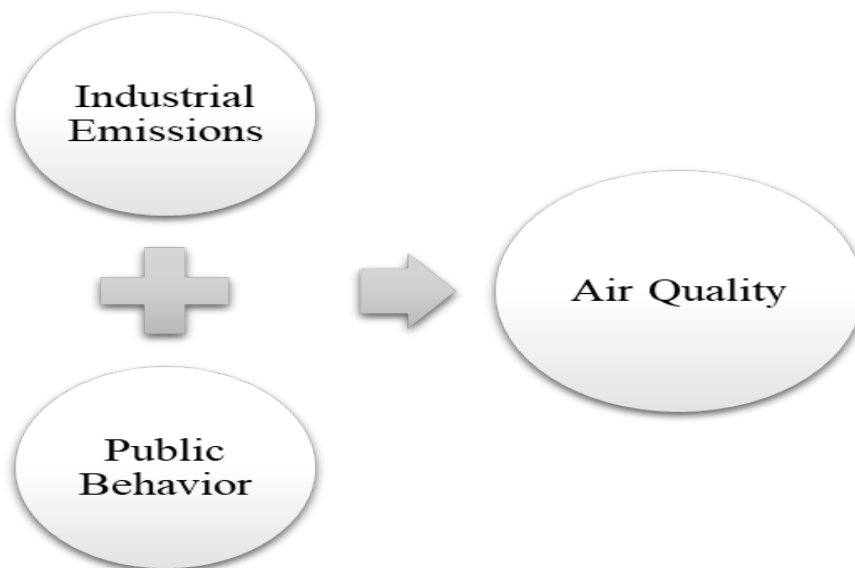 Industrial
Emissions
Air Quality
Public
Behavior